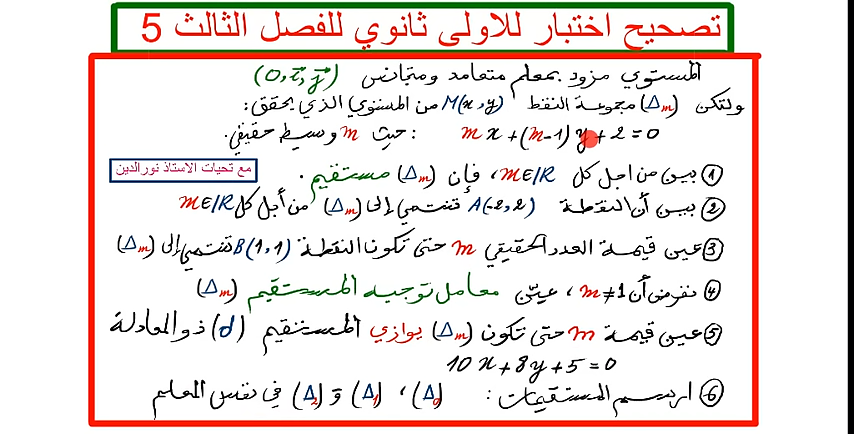 تصحيح اختبار للاولى ثانوي للفصل الثالث 5
المستوي مزود بمعلم متعامد ومتجانس (O, i, j)
ولتكن (Δm) مجموعة النقط M(x,y) من المستوي الذي يحقق:
mx+(m-1)y+2=0 : حيث m وسيط حقيقي.
① بين من اجل كل m∈ℝ، فإن (Δm) مستقيم.
مع تحيات الاستاذ نورالدين
② بين أن النقطة A(-2,2) تنتمي إلى (Δm) من أجل كل m∈ℝ
③ عين قيمة العدد الحقيقي m حتى تكون النقطة B(1,1) تنتمي إلى (Δm)
④ نفرض أن m≠1، عيّن معامل توجيه المستقيم (Δm)
⑤ عين قيمة m حتى تكون (Δm) يوازي المستقيم (d) ذو المعادلة
10x+8y+5=0
⑥- ارسم المستقيمات: (Δ0)، (Δ1) و (Δ2) في نفس المعلم